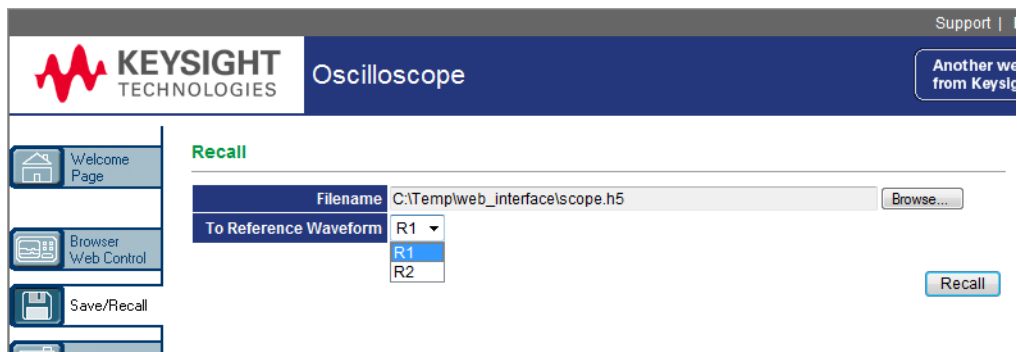 Support |
KEYSIGHT
TECHNOLOGIES
Oscilloscope
Another we
from Keysig
Welcome
Page
Recall
Filename C:\Temp\web_interface\scope.h5 Browse...
To Reference Waveform R1
R1
R2
Browser
Web Control
Recall
Save/Recall